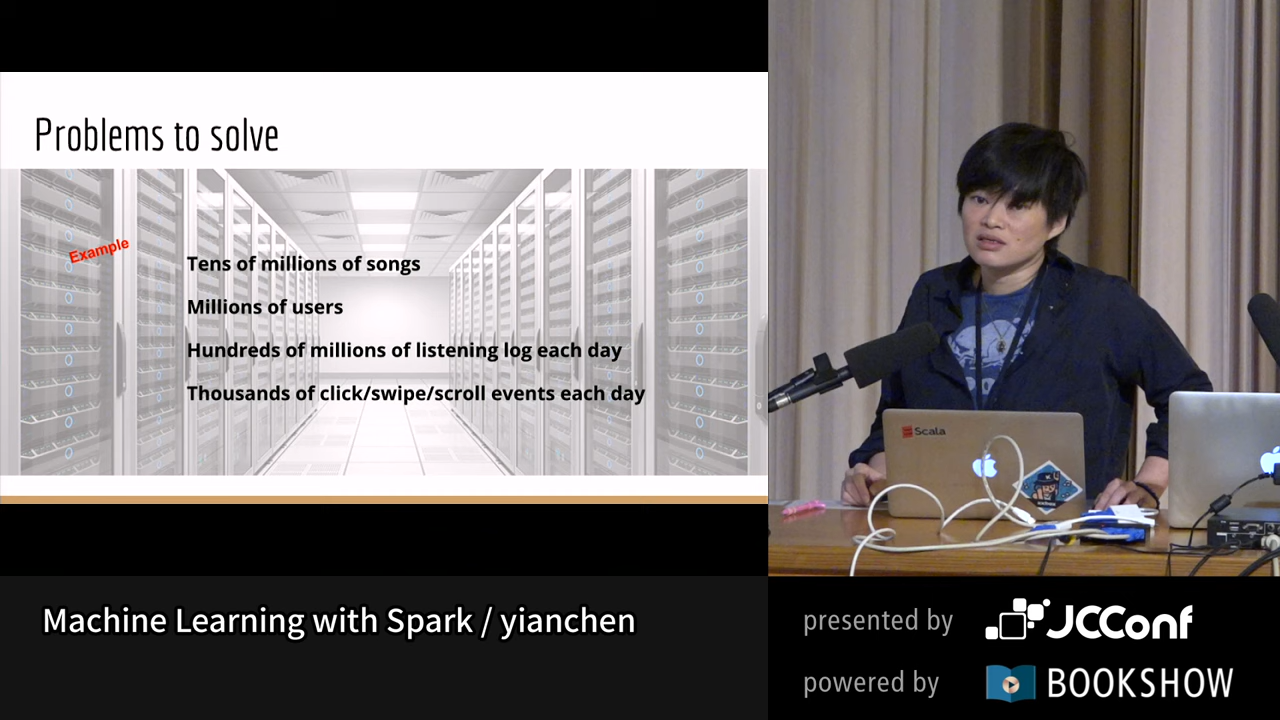 Problems to solve
Example
Tens of millions of songs
Millions of users
Hundreds of millions of listening log each day
Thousands of click/swipe/scroll events each day
Scala
Machine Learning with Spark / yianchen
presented by
JCConf
powered by
BOOKSHOW